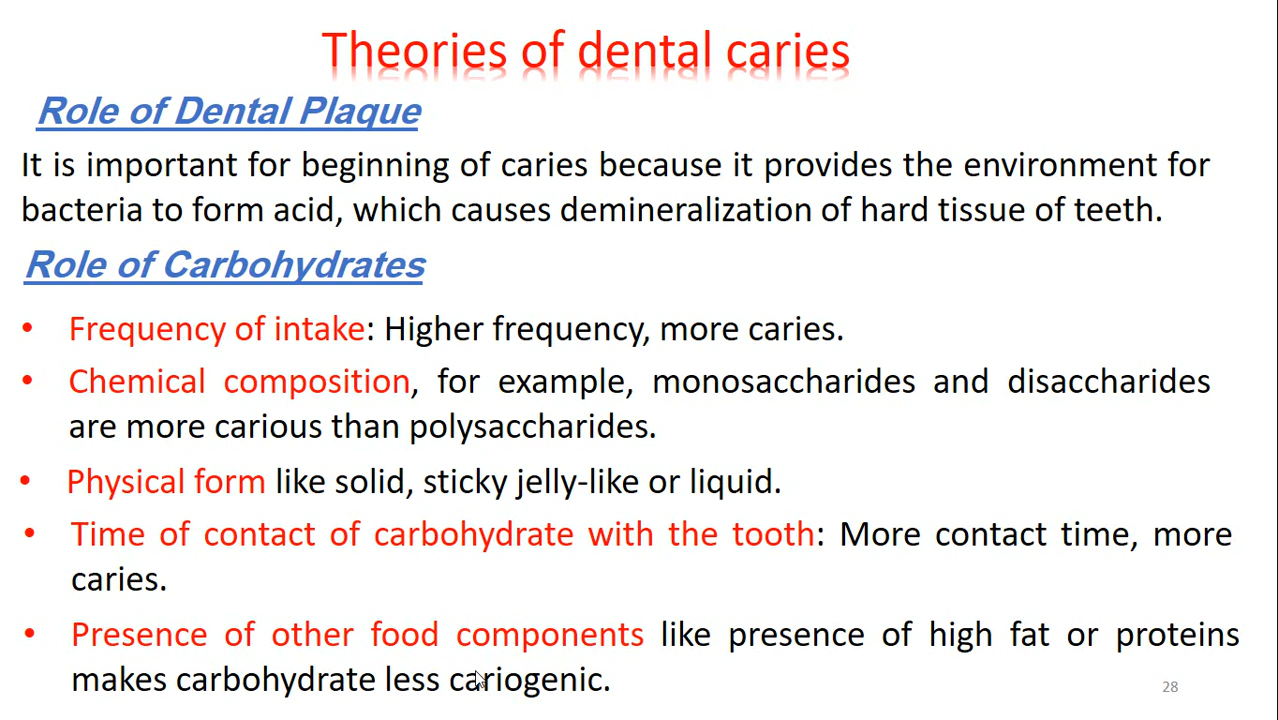 Theories of dental caries
Role of Dental Plaque
It is important for beginning of caries because it provides the environment for
bacteria to form acid, which causes demineralization of hard tissue of teeth.
Role of Carbohydrates
• Frequency of intake: Higher frequency, more caries.
• Chemical composition, for example, monosaccharides and disaccharides
are more carious than polysaccharides.
• Physical form like solid, sticky jelly-like or liquid.
• Time of contact of carbohydrate with the tooth: More contact time, more
caries.
• Presence of other food components like presence of high fat or proteins
makes carbohydrate less cariogenic.
28